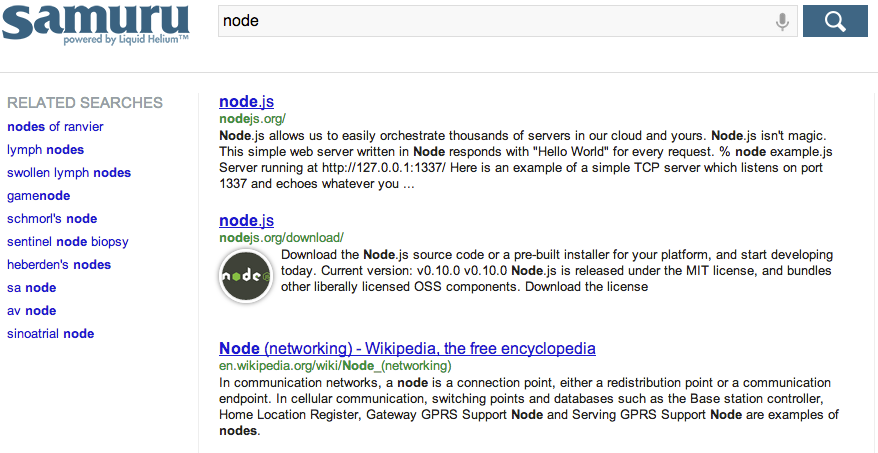 samuru
powered by Liquid Helium™
node
RELATED SEARCHES
nodes of ranvier
lymph nodes
swollen lymph nodes
gamenode
schmorl's node
sentinel node biopsy
heberden's nodes
sa node
av node
sinoatrial node
node.js
nodejs.org/
Node.js allows us to easily orchestrate thousands of servers in our cloud and yours. Node.js isn't magic.
This simple web server written in Node responds with "Hello World" for every request. % node example.js
Server running at http://127.0.0.1:1337/ Here is an example of a simple TCP server which listens on port
1337 and echoes whatever you ...
node.js
nodejs.org/download/
node
Download the Node.js source code or a pre-built installer for your platform, and start developing
today. Current version: v0.10.0 v0.10.0 Node.js is released under the MIT license, and bundles
other liberally licensed OSS components. Download the license
Node (networking) - Wikipedia, the free encyclopedia
en.wikipedia.org/wiki/Node_(networking)
In communication networks, a node is a connection point, either a redistribution point or a communication
endpoint. In cellular communication, switching points and databases such as the Base station controller,
Home Location Register, Gateway GPRS Support Node and Serving GPRS Support Node are examples of
nodes.